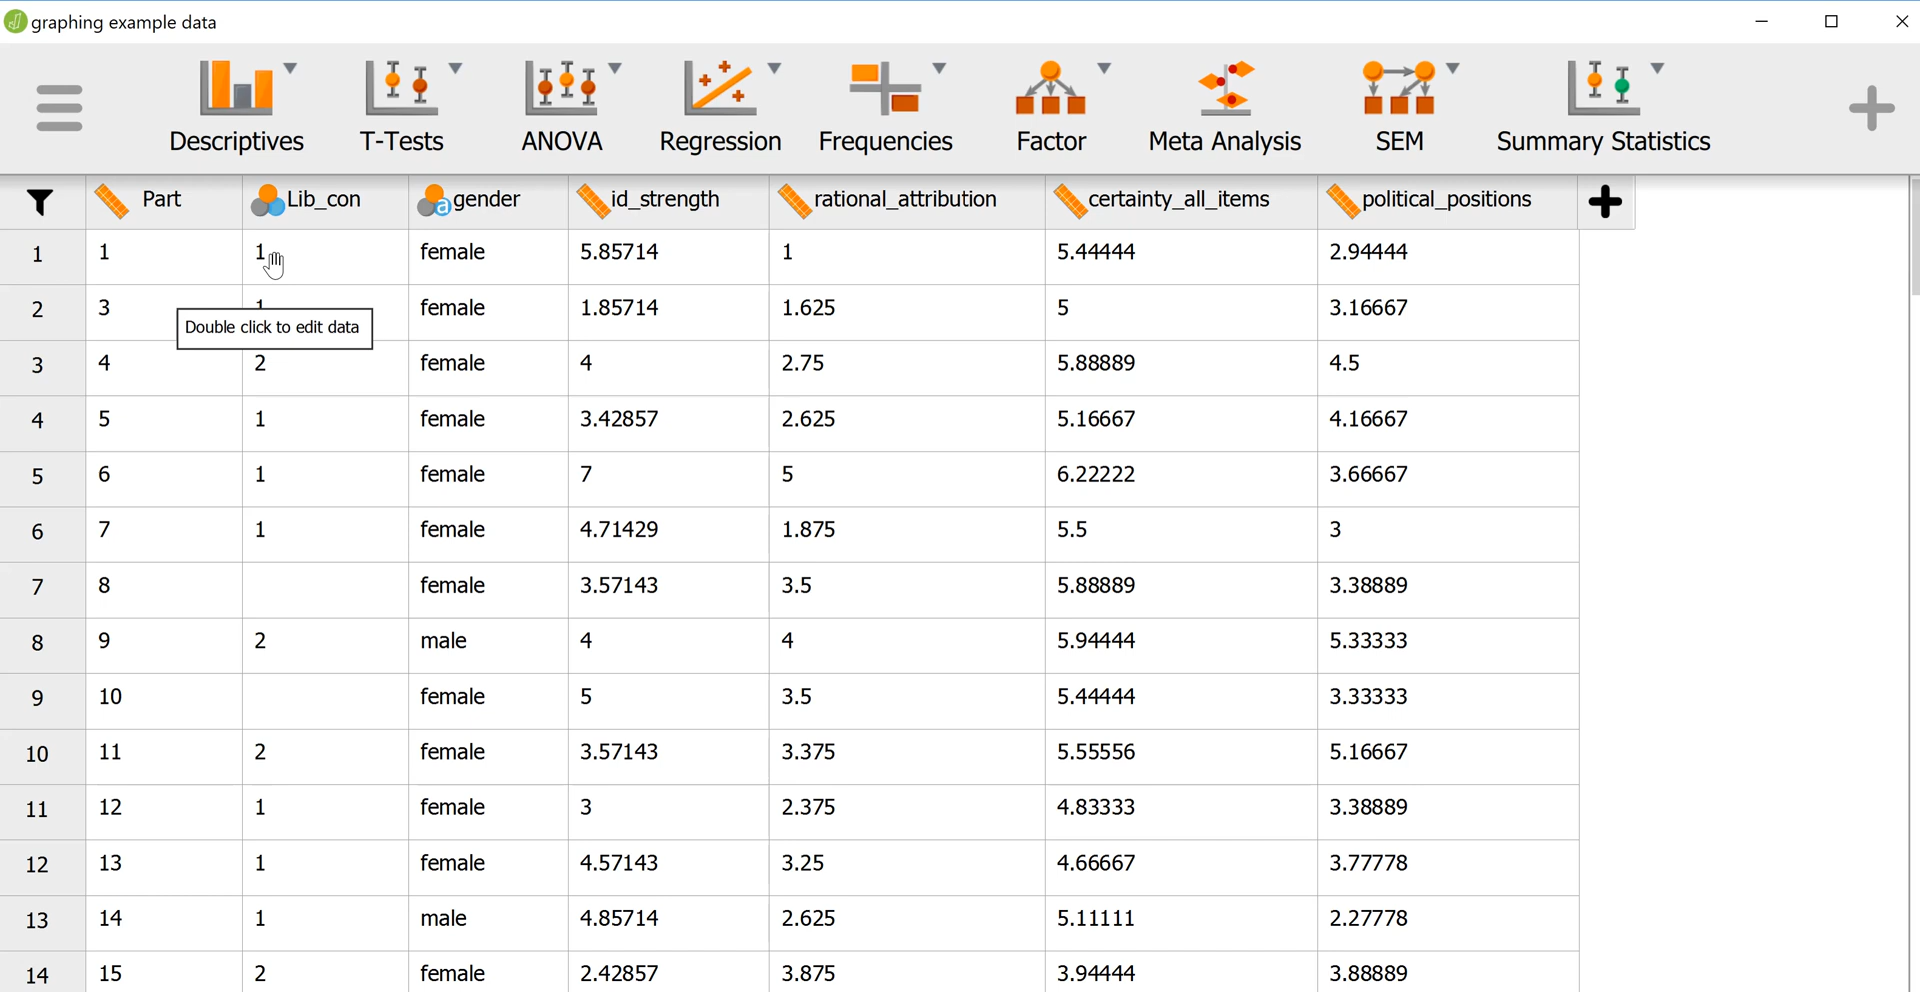 graphing example data
Descriptives T-Tests ANOVA Regression Frequencies Factor Meta Analysis SEM Summary Statistics
Part Lib_con gender id_strength rational_attribution certainty_all_items political_positions
1 1 1 female 5.85714 1 5.44444 2.94444
2 3 1 female 1.85714 1.625 5 3.16667
Double click to edit data
3 4 2 female 4 2.75 5.88889 4.5
4 5 1 female 3.42857 2.625 5.16667 4.16667
5 6 1 female 7 5 6.22222 3.66667
6 7 1 female 4.71429 1.875 5.5 3
7 8 female 3.57143 3.5 5.88889 3.38889
8 9 2 male 4 4 5.94444 5.33333
9 10 female 5 3.5 5.44444 3.33333
10 11 2 female 3.57143 3.375 5.55556 5.16667
11 12 1 female 3 2.375 4.83333 3.38889
12 13 1 female 4.57143 3.25 4.66667 3.77778
13 14 1 male 4.85714 2.625 5.11111 2.27778
14 15 2 female 2.42857 3.875 3.94444 3.88889